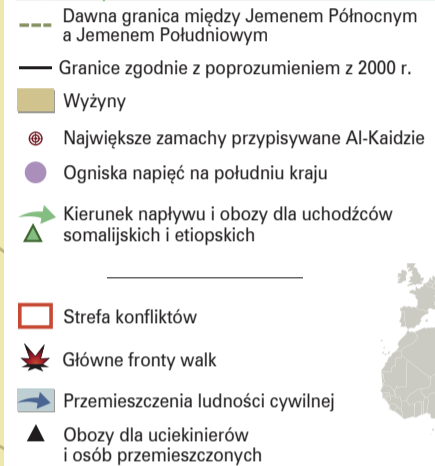 Dawna granica między Jemenem Północnym
a Jemenem Południowym
Granice zgodnie z poprozumieniem z 2000 r.
Wyżyny
Największe zamachy przypisywane Al-Kaidzie
Ogniska napięć na południu kraju
Kierunek napływu i obozy dla uchodźców
somalijskich i etiopskich
Strefa konfliktów
Główne fronty walk
Przemieszczenia ludności cywilnej
Obozy dla uciekinierów
i osób przemieszczonych